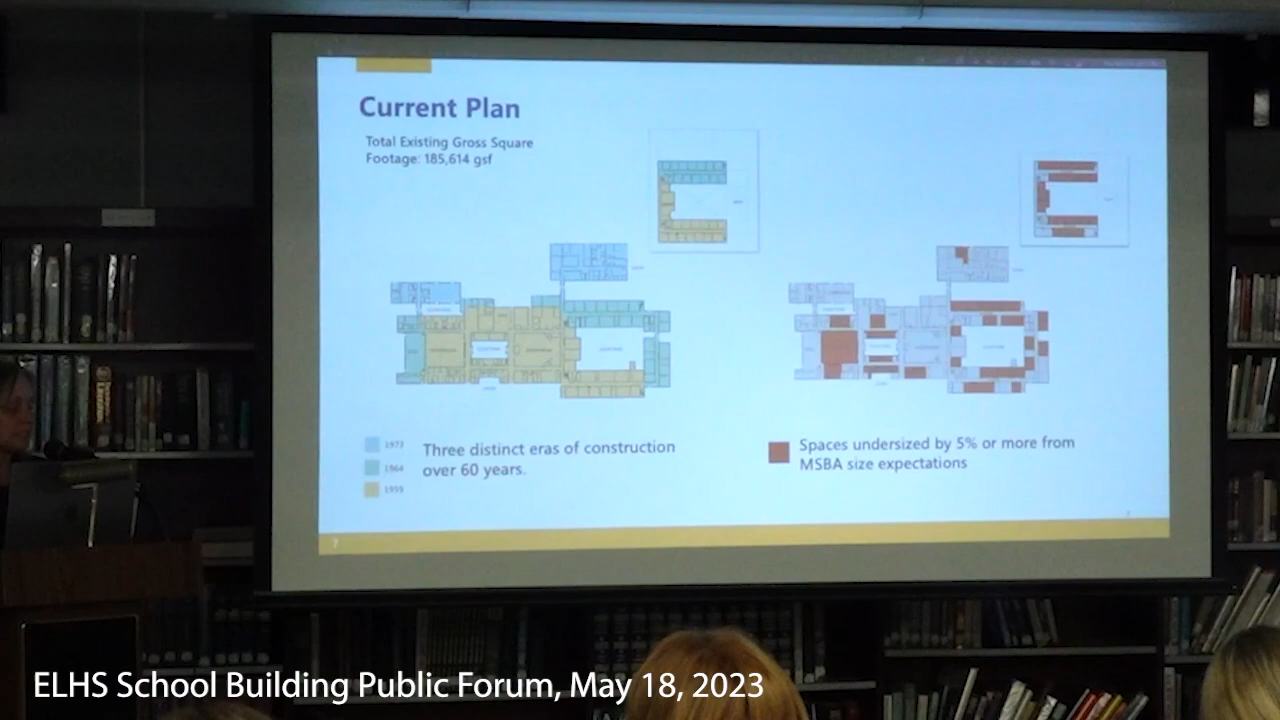 Current Plan
Total Existing Gross Square
Footage: 185,614 gsf
1973
1964
1959
Three distinct eras of construction
over 60 years.
Spaces undersized by 5% or more from
MSBA size expectations
7
ELHS School Building Public Forum, May 18, 2023